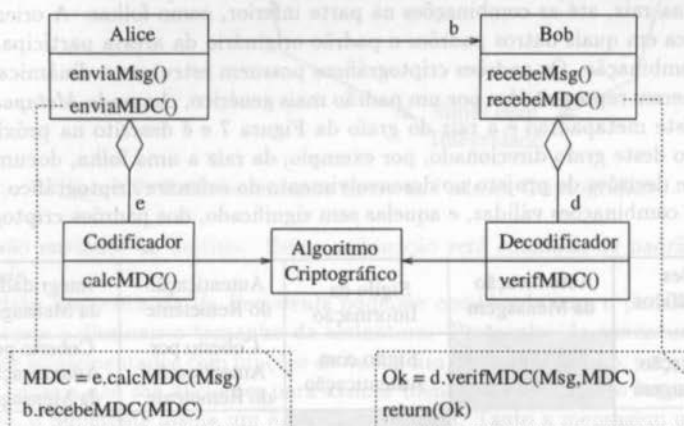 Alice
enviaMsg()
enviaMDC()
b
Bob
recebeMsg()
recebeMDC()
e
d
Codificador
calcMDC()
Algoritmo
Criptográfico
Decodificador
verifMDC()
MDC = e.calcMDC(Msg)
b.recebeMDC(MDC)
Ok = d.verifMDC(Msg,MDC)
return(Ok)